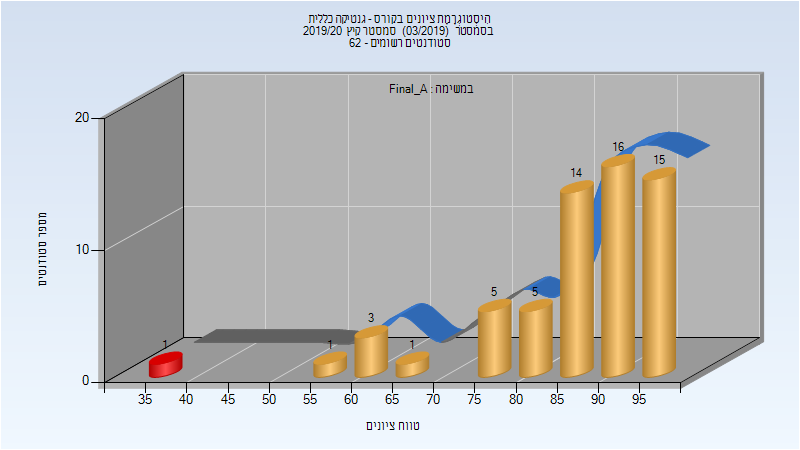 היסטוגרמת ציונים בקורס - גנטיקה כללית
בסמסטר (03/2019) סמסטר קיץ 2019/20
סטודנטים רשומים - 62
במשימה : Final_A
מספר סטודנטים
20
10
0
1
1
3
1
5
5
14
16
15
35 40 45 50 55 60 65 70 75 80 85 90 95
טווח ציונים